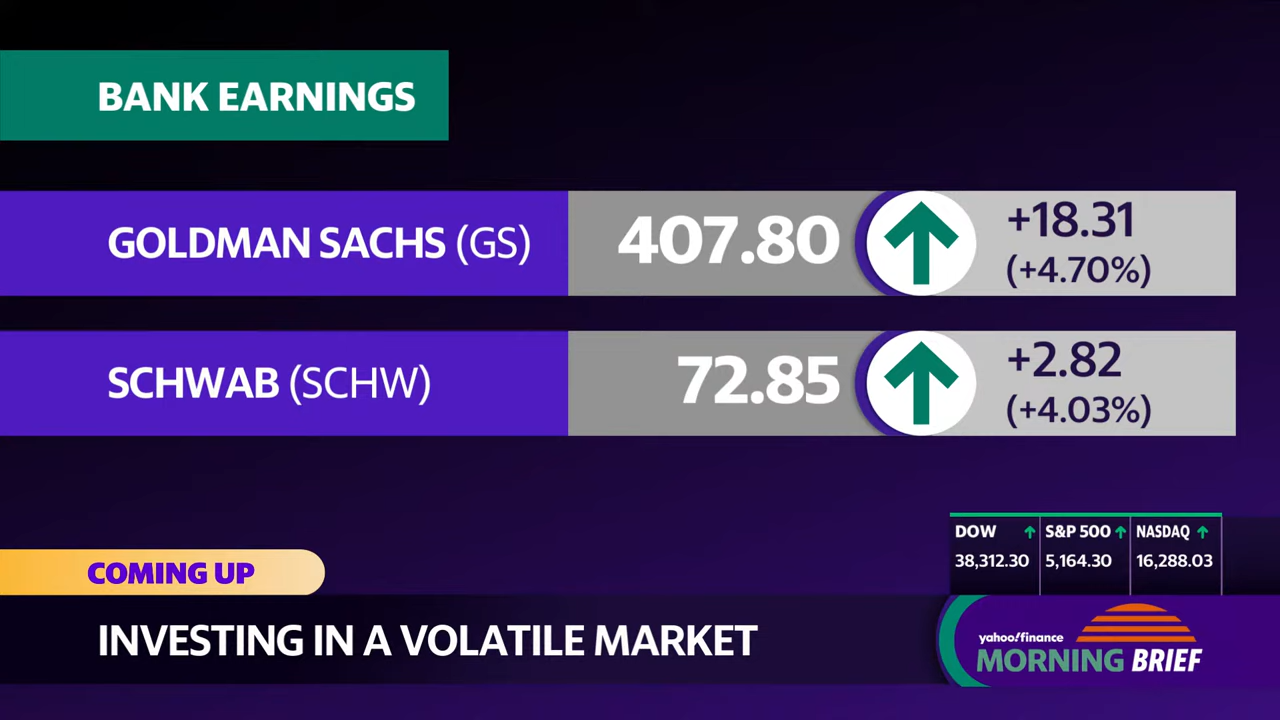 BANK EARNINGS
GOLDMAN SACHS (GS)
407.80
+18.31
(+4.70%)
SCHWAB (SCHW)
72.85
+2.82
(+4.03%)
DOW
38,312.30
S&P 500
5,164.30
NASDAQ
16,288.03
COMING UP
INVESTING IN A VOLATILE MARKET
yahoo!finance
MORNING BRIEF